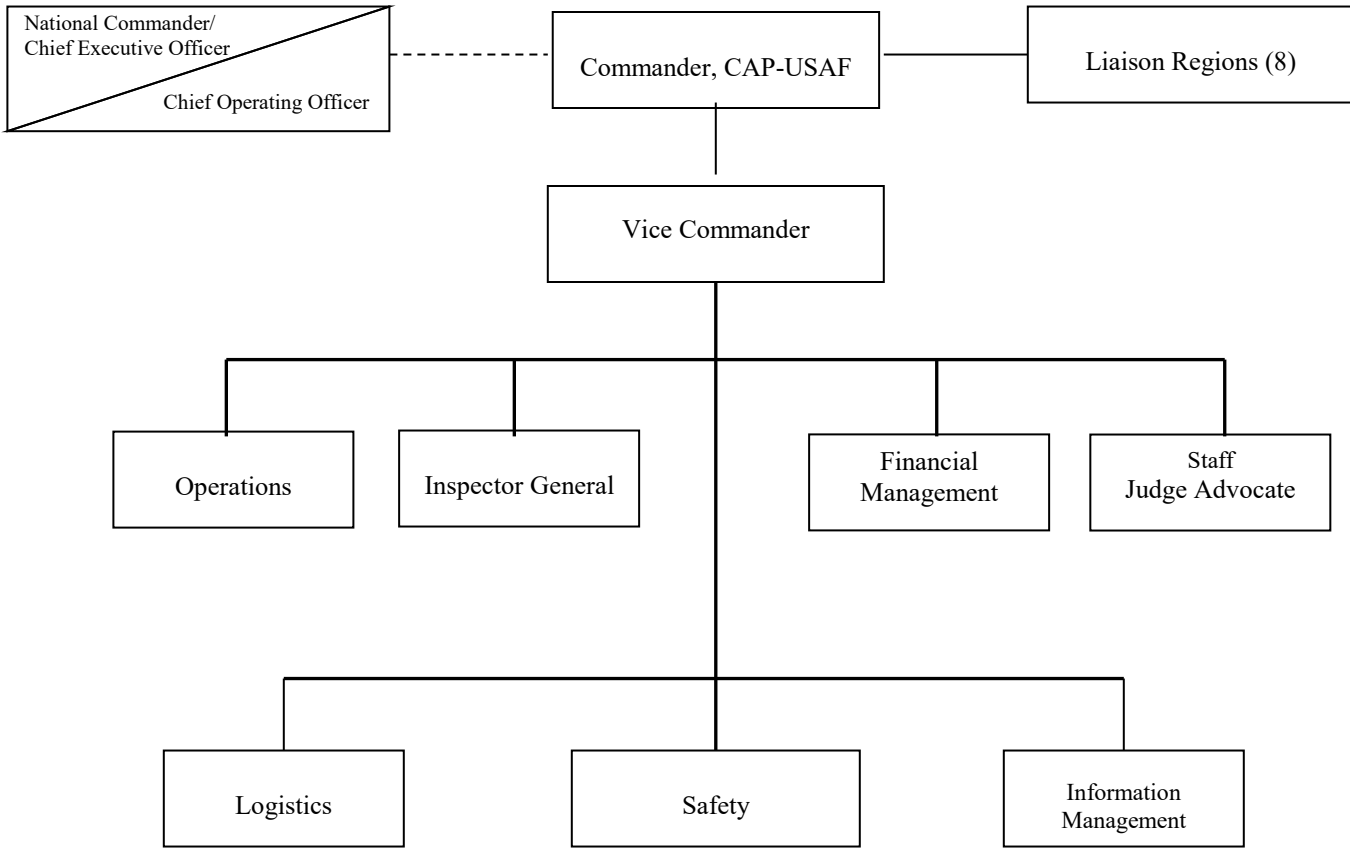 National Commander/
Chief Executive Officer
Chief Operating Officer
Commander, CAP-USAF
Liaison Regions (8)
Vice Commander
Operations
Inspector General
Financial
Management
Staff
Judge Advocate
Logistics
Safety
Information
Management